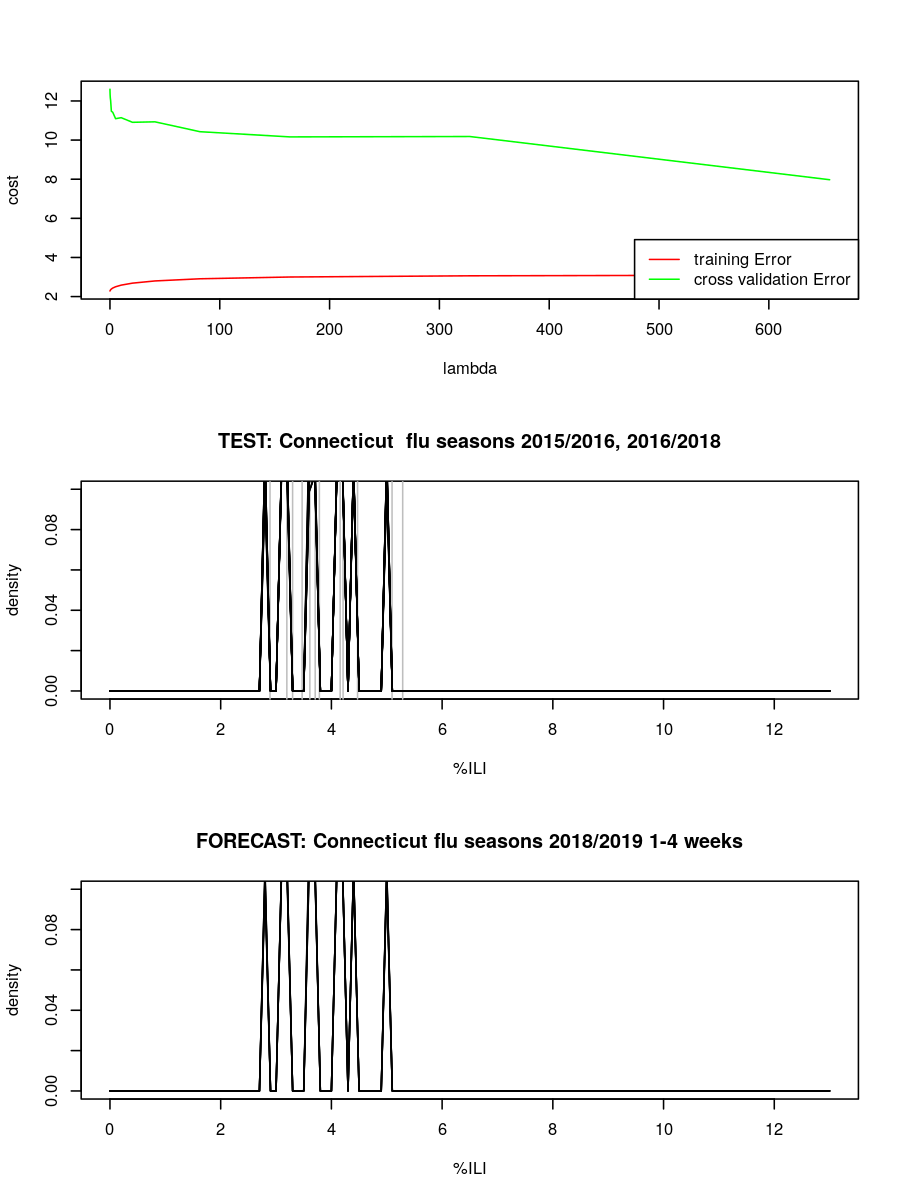 12
10
8
6
4
2
cost
training Error
cross validation Error
0 100 200 300 400 500 600
lambda
TEST: Connecticut  flu seasons 2015/2016, 2016/2018
0.08
0.04
0.00
density
0 2 4 6 8 10 12
%ILI
FORECAST: Connecticut flu seasons 2018/2019 1-4 weeks
0.08
0.04
0.00
density
0 2 4 6 8 10 12
%ILI